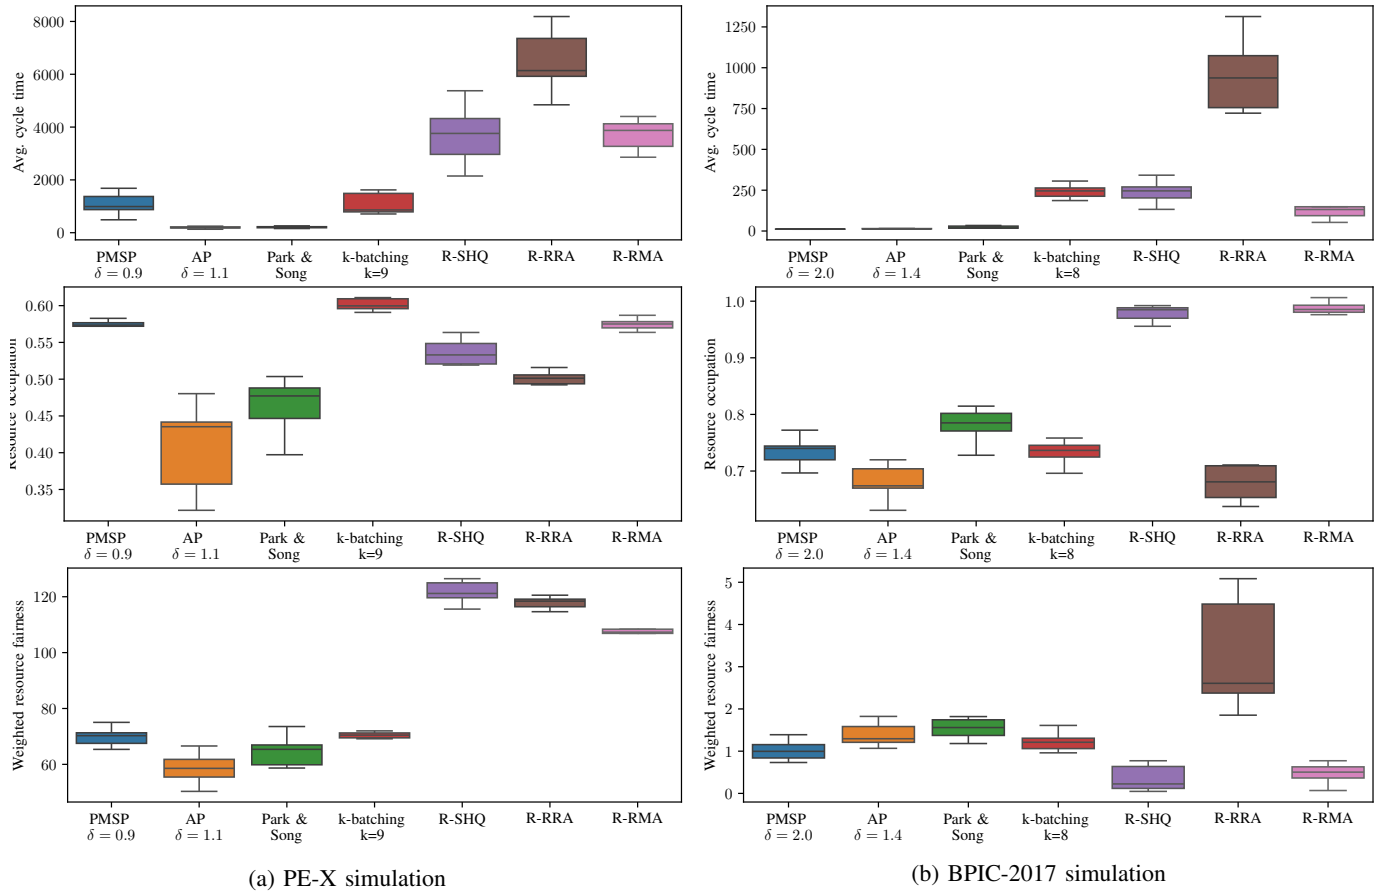 8000
6000
4000
2000
0
Avg. cycle time
PMSP AP Park & k-batching R-SHQ R-RRA R-RMA
δ = 0.9 δ = 1.1 Song k=9
1250
1000
750
500
250
0
Avg. cycle time
PMSP AP Park & k-batching R-SHQ R-RRA R-RMA
δ = 2.0 δ = 1.4 Song k=8
0.60
0.55
0.50
0.45
0.40
0.35
Resource occupation
PMSP AP Park & k-batching R-SHQ R-RRA R-RMA
δ = 0.9 δ = 1.1 Song k=9
1.0
0.9
0.8
0.7
Resource occupation
PMSP AP Park & k-batching R-SHQ R-RRA R-RMA
δ = 2.0 δ = 1.4 Song k=8
120
100
80
60
Weighted resource fairness
PMSP AP Park & k-batching R-SHQ R-RRA R-RMA
δ = 0.9 δ = 1.1 Song k=9
5
4
3
2
1
0
Weighted resource fairness
PMSP AP Park & k-batching R-SHQ R-RRA R-RMA
δ = 2.0 δ = 1.4 Song k=8
(a) PE-X simulation
(b) BPIC-2017 simulation